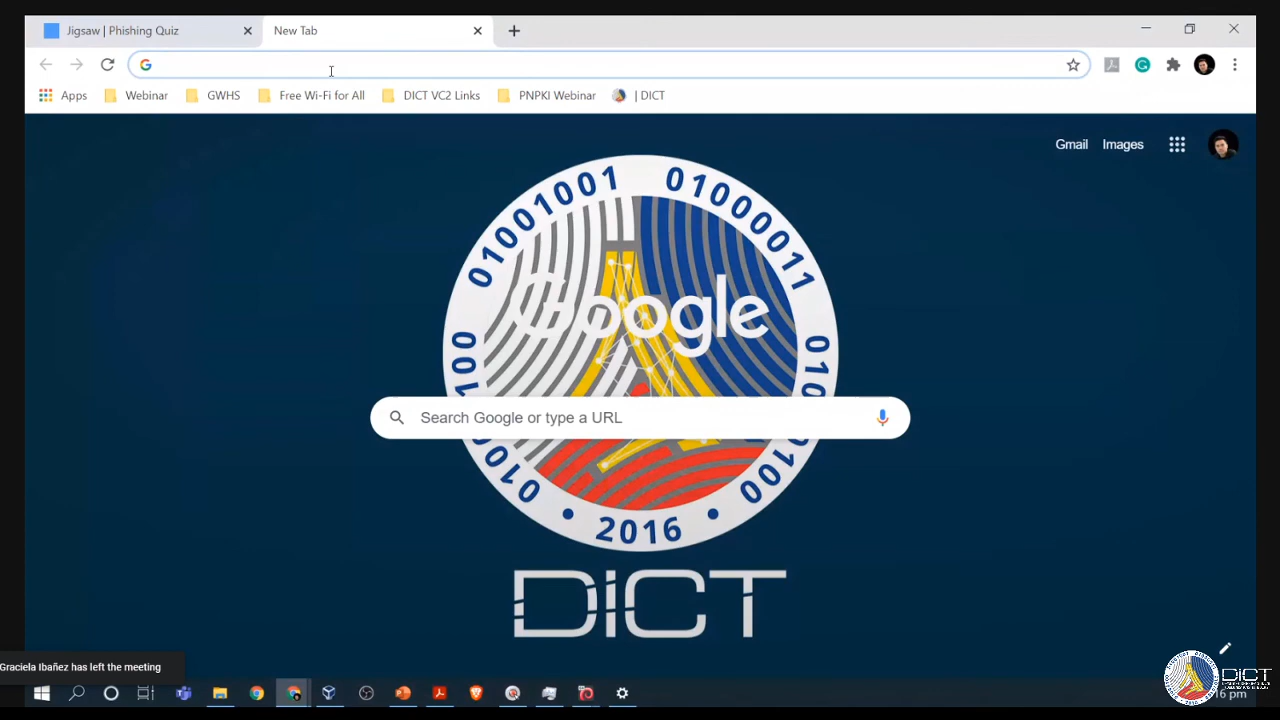 Jigsaw | Phishing Quiz
New Tab
Apps
Webinar
GWHS
Free Wi-Fi for All
DICT VC2 Links
PNPKI Webinar
| DICT
Gmail
Images
01001001
01000011
Google
Search Google or type a URL
• 2016 •
DICT
Graciela Ibañez has left the meeting
DICT
pm